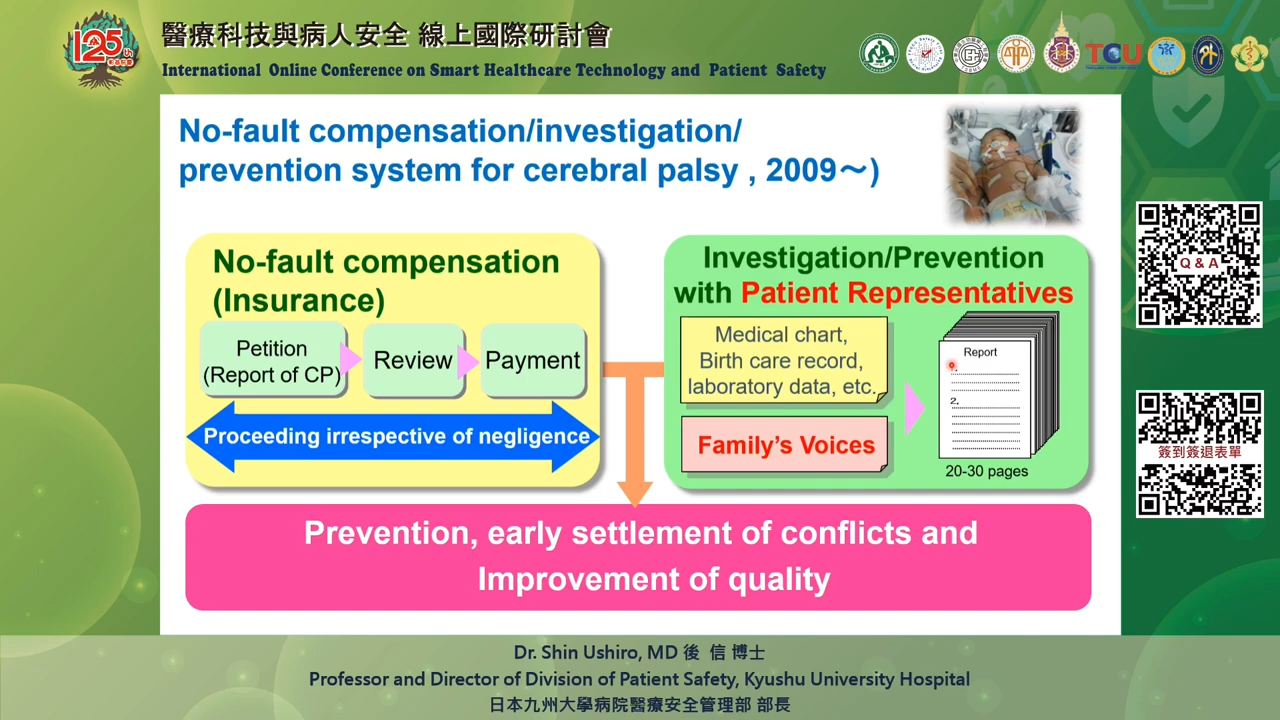 125th
醫療科技與病人安全 線上國際研討會
International Online Conference on Smart Healthcare Technology and Patient Safety
TCU
No-fault compensation/investigation/
prevention system for cerebral palsy , 2009～)
No-fault compensation
(Insurance)
Petition
(Report of CP)
Review
Payment
Proceeding irrespective of negligence
Investigation/Prevention
with Patient Representatives
Medical chart,
Birth care record,
laboratory data, etc.
Family's Voices
Report
2.
20-30 pages
Prevention, early settlement of conflicts and
Improvement of quality
Q & A
簽到簽退表單
Dr. Shin Ushiro, MD 後 信 博士
Professor and Director of Division of Patient Safety, Kyushu University Hospital
日本九州大學病院醫療安全管理部 部長